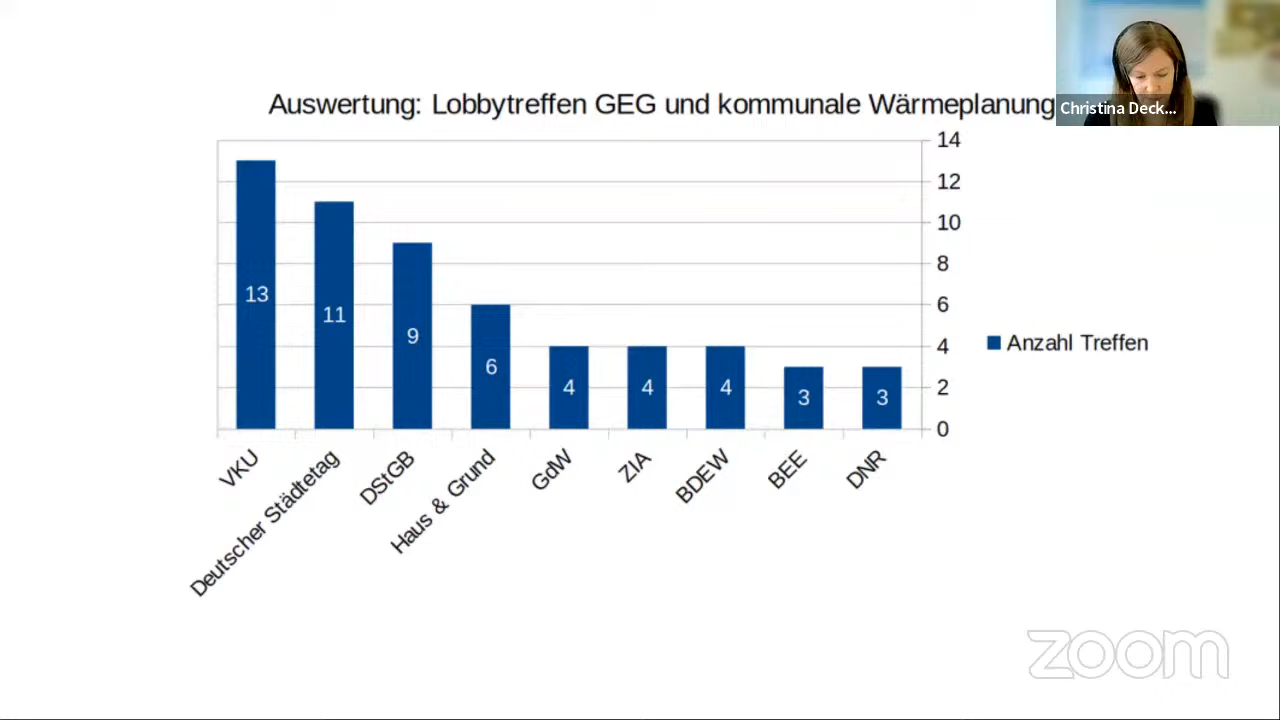 Auswertung: Lobbytreffen GEG und kommunale Wärmeplanung
Christina Deck...
14
12
10
8
6
4
2
0
13
11
9
6
4
4
4
3
3
Anzahl Treffen
VKU
Deutscher Städtetag
DStGB
Haus & Grund
GdW
ZIA
BDEW
BEE
DNR
zoom